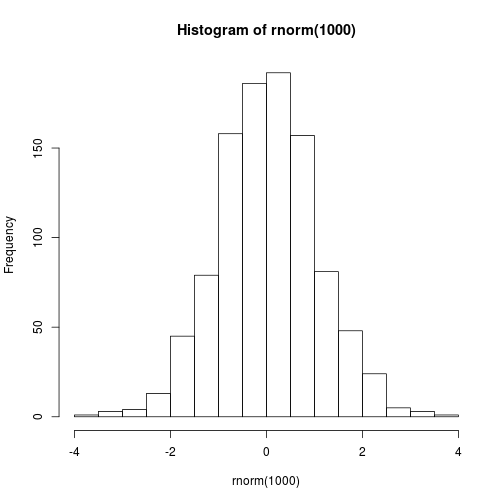 Histogram of rnorm(1000)
Frequency
150
100
50
0
-4 -2 0 2 4
rnorm(1000)